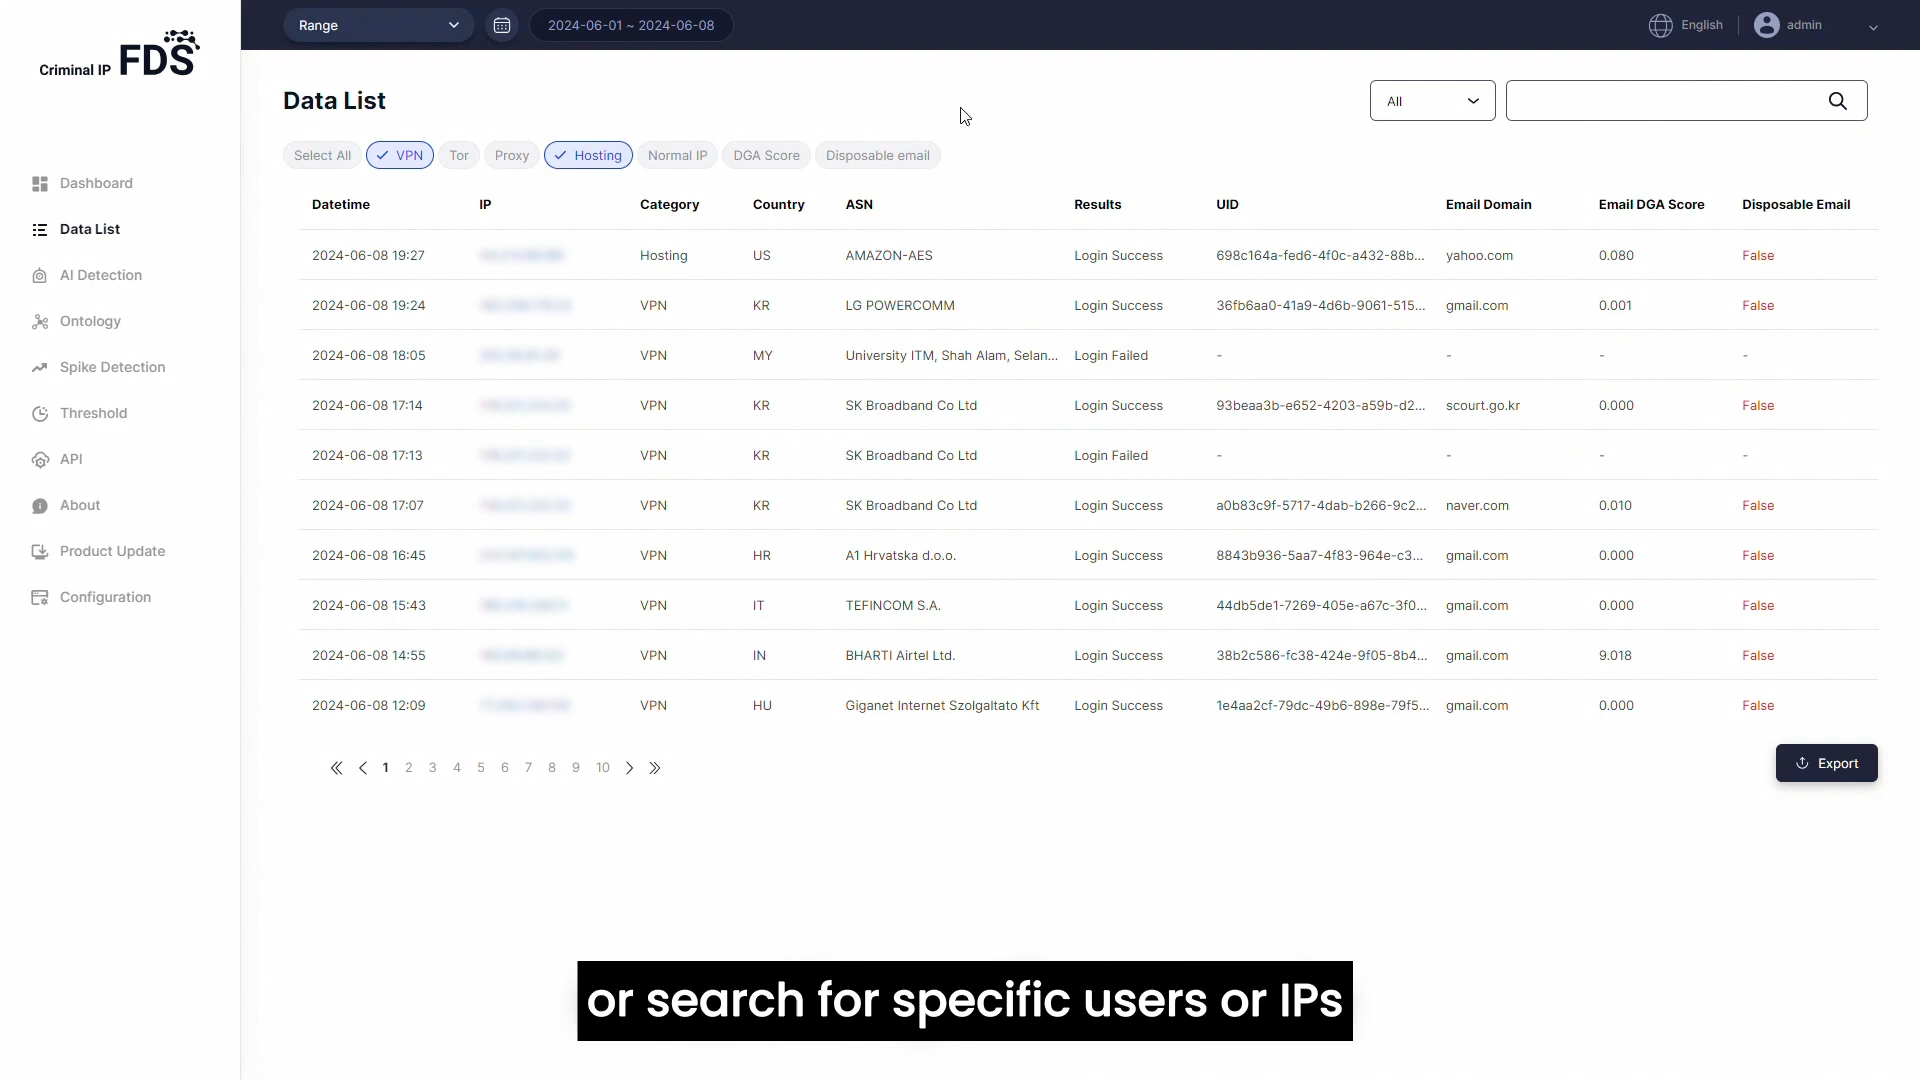 Criminal IP FDS
Range
2024-06-01 ~ 2024-06-08
English
admin
Dashboard
Data List
AI Detection
Ontology
Spike Detection
Threshold
API
About
Product Update
Configuration
Data List
All
Select All VPN Tor Proxy Hosting Normal IP DGA Score Disposable email
Datetime IP Category Country ASN Results UID Email Domain Email DGA Score Disposable Email
2024-06-08 19:27 Hosting US AMAZON-AES Login Success 698c164a-fed6-4f0c-a432-88b... yahoo.com 0.080 False
2024-06-08 19:24 VPN KR LG POWERCOMM Login Success 36fb6aa0-41a9-4d6b-9061-515... gmail.com 0.001 False
2024-06-08 18:05 VPN MY University ITM, Shah Alam, Selan... Login Failed - - - -
2024-06-08 17:14 VPN KR SK Broadband Co Ltd Login Success 93beaa3b-e652-4203-a59b-d2... scourt.go.kr 0.000 False
2024-06-08 17:13 VPN KR SK Broadband Co Ltd Login Failed - - - -
2024-06-08 17:07 VPN KR SK Broadband Co Ltd Login Success a0b83c9f-5717-4dab-b266-9c2... naver.com 0.010 False
2024-06-08 16:45 VPN HR A1 Hrvatska d.o.o. Login Success 8843b936-5aa7-4f83-964e-c3... gmail.com 0.000 False
2024-06-08 15:43 VPN IT TEFINCOM S.A. Login Success 44db5de1-7269-405e-a67c-3f0... gmail.com 0.000 False
2024-06-08 14:55 VPN IN BHARTI Airtel Ltd. Login Success 38b2c586-fc38-424e-9f05-8b4... gmail.com 9.018 False
2024-06-08 12:09 VPN HU Giganet Internet Szolgaltato Kft Login Success 1e4aa2cf-79dc-49b6-898e-79f5... gmail.com 0.000 False
1 2 3 4 5 6 7 8 9 10
Export
or search for specific users or IPs